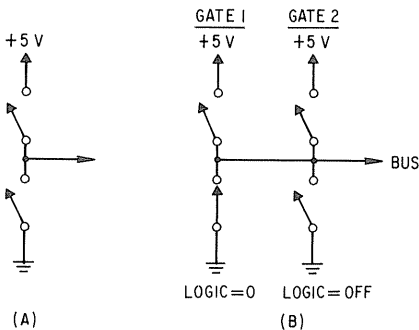 GATE 1 GATE 2
+5 V +5 V +5 V
BUS
LOGIC=0 LOGIC=OFF
(A) (B)